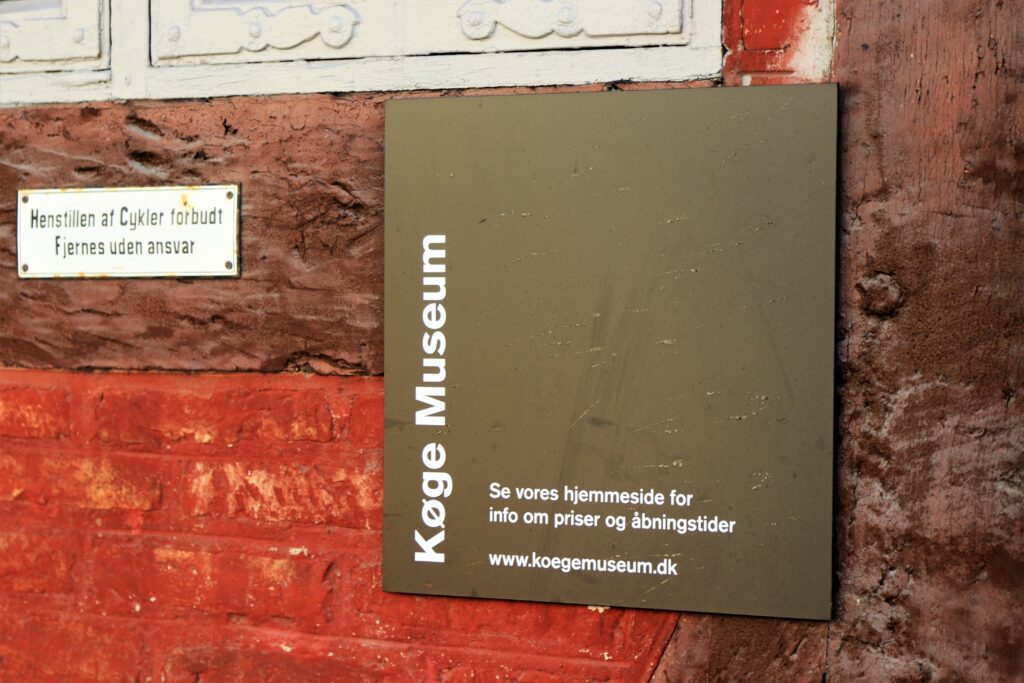 Henstillen af Cykler forbudt
Fjernes uden ansvar
Køge Museum
Se vores hjemmeside for
info om priser og åbningstider
www.koegemuseum.dk